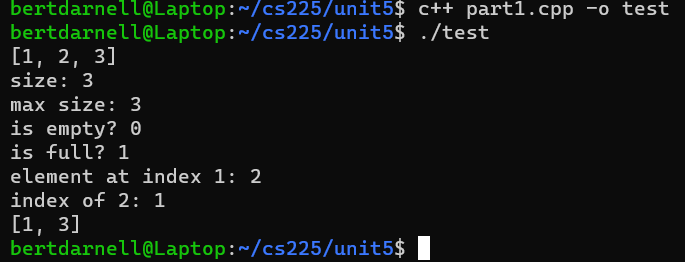 bertdarnell@Laptop:~/cs225/unit5$ c++ part1.cpp -o test
bertdarnell@Laptop:~/cs225/unit5$ ./test
[1, 2, 3]
size: 3
max size: 3
is empty? 0
is full? 1
element at index 1: 2
index of 2: 1
[1, 3]
bertdarnell@Laptop:~/cs225/unit5$